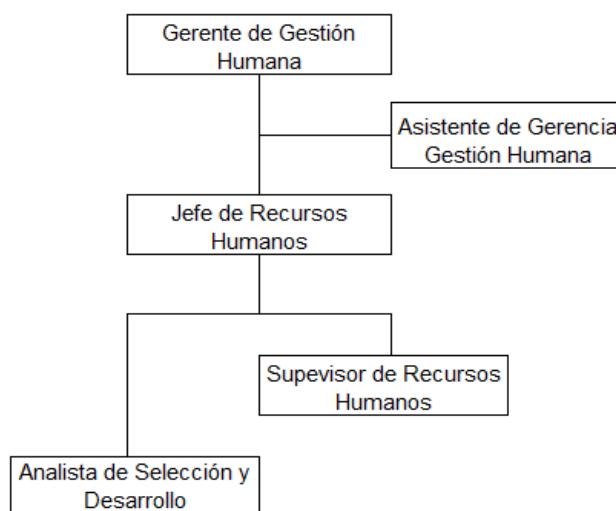 Gerente de Gestión
Humana
Asistente de Gerencia
Gestión Humana
Jefe de Recursos
Humanos
Supevisor de Recursos
Humanos
Analista de Selección y
Desarrollo